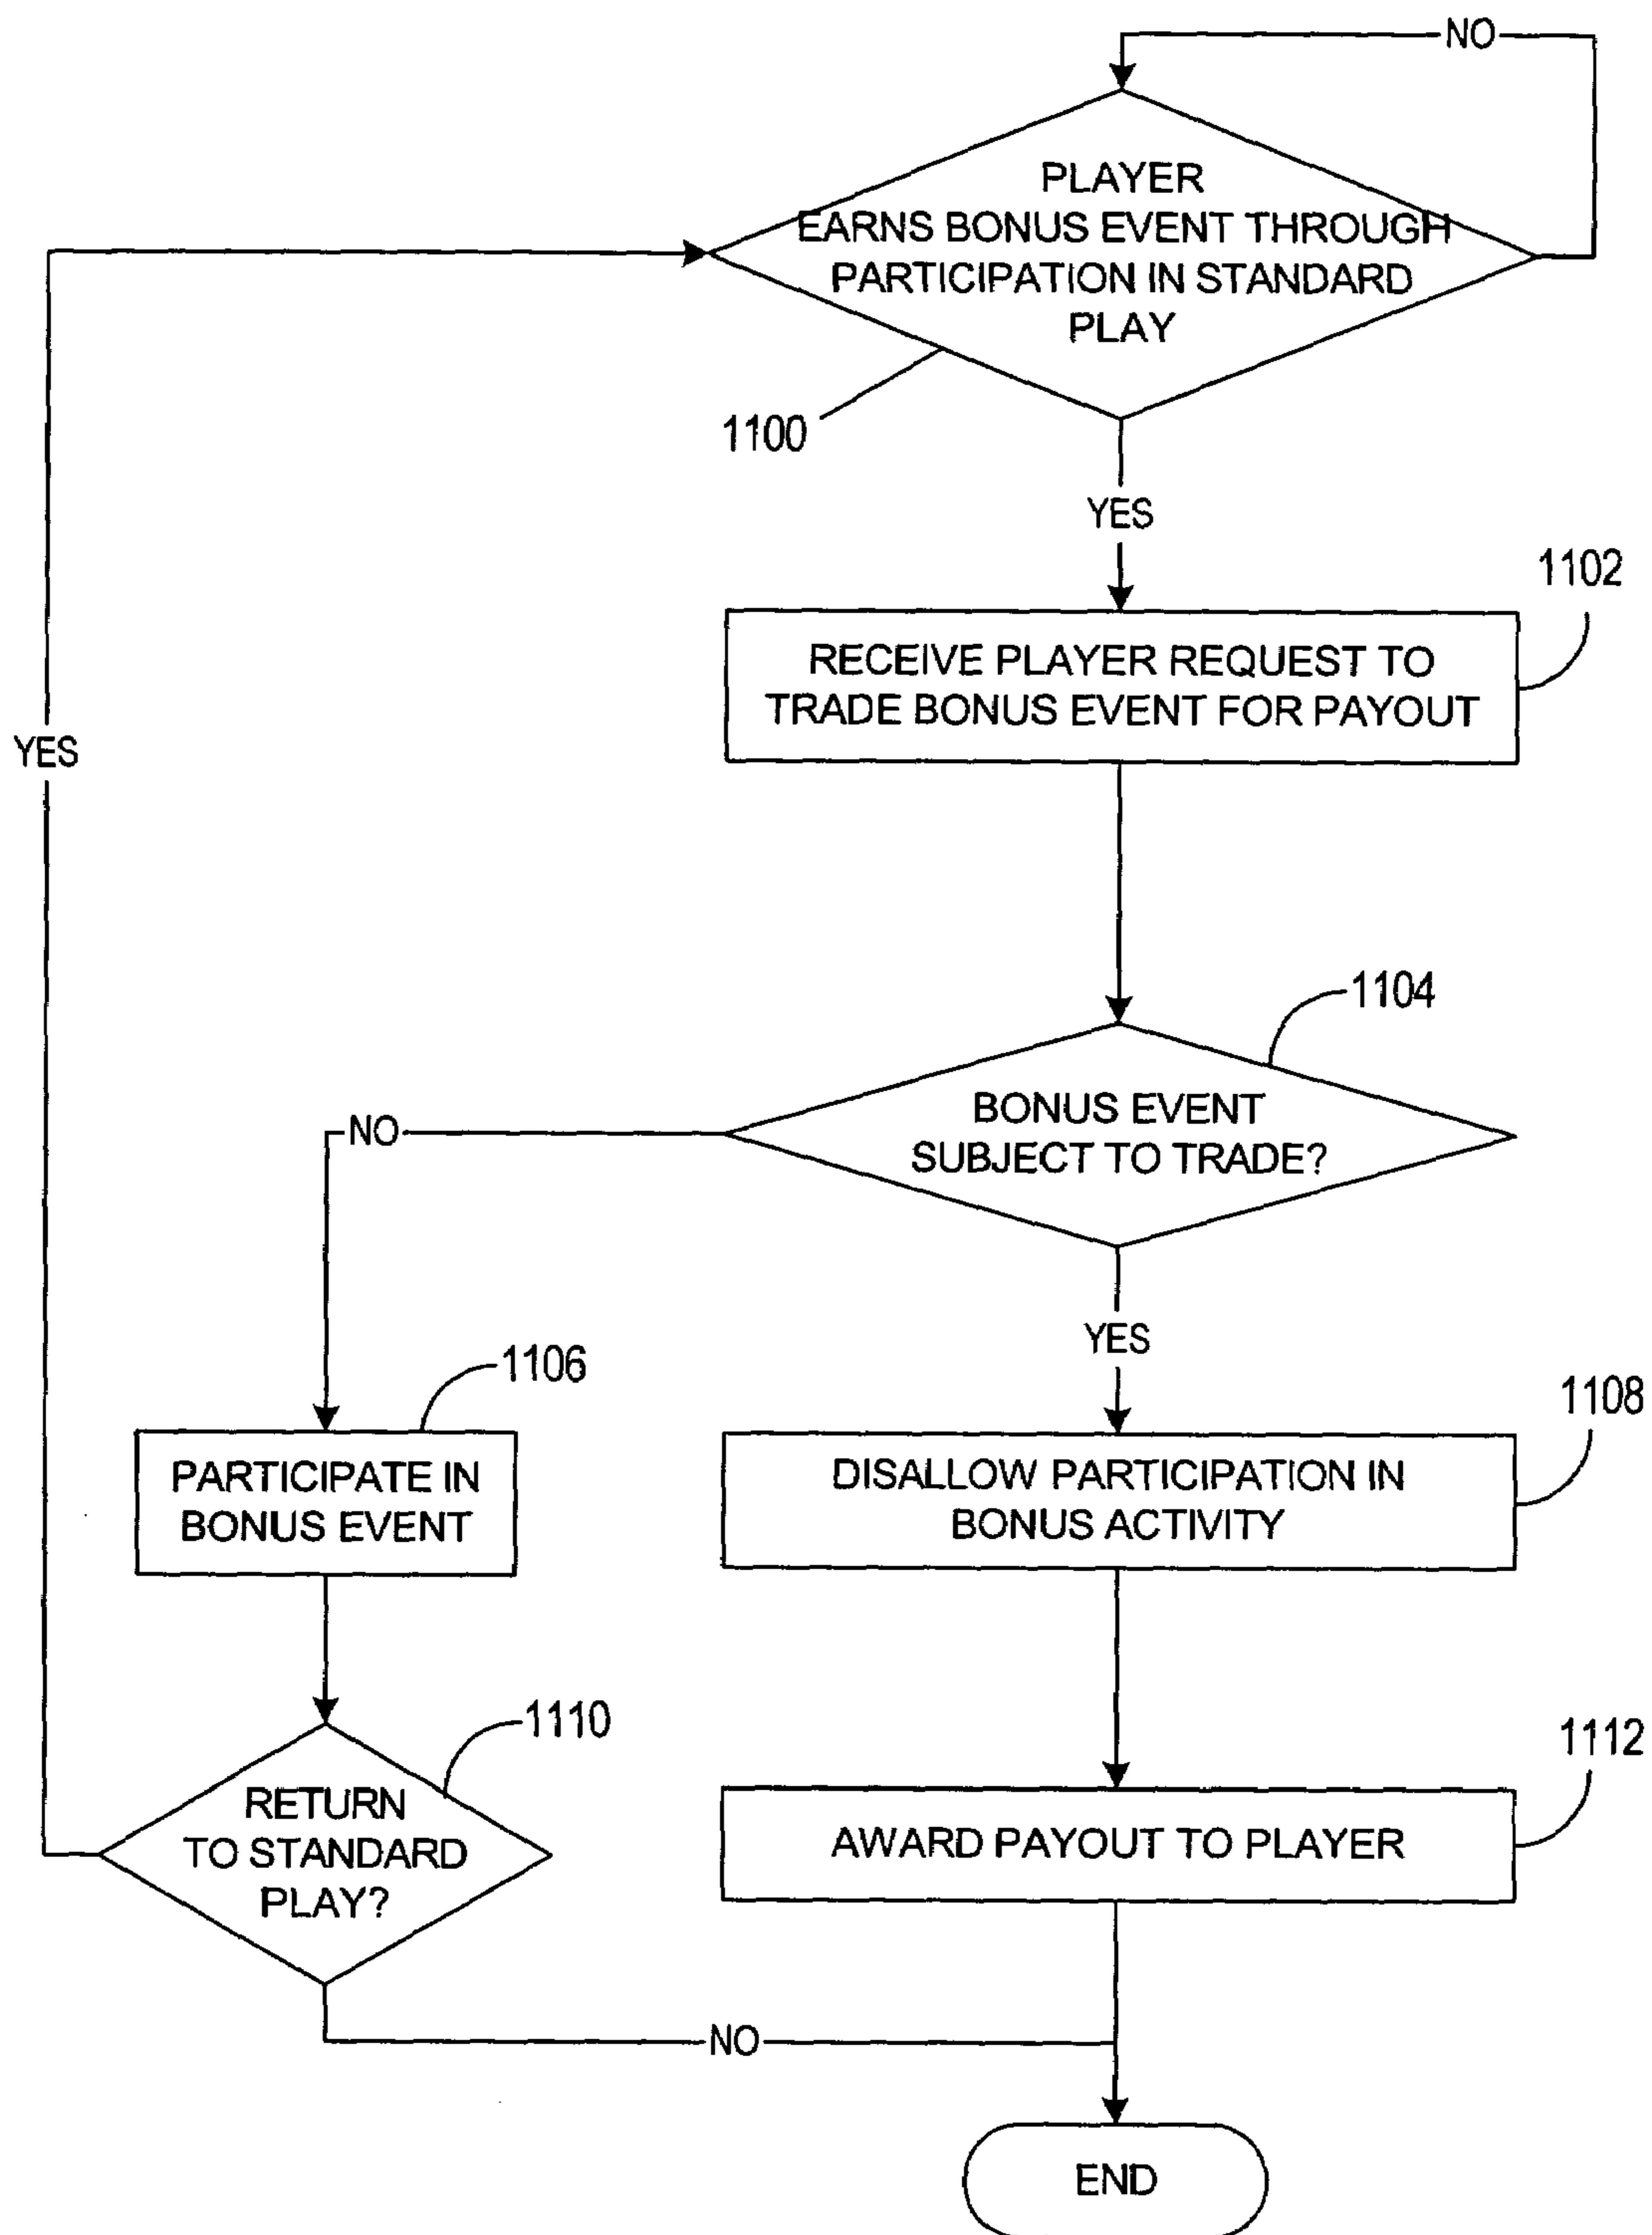 NO
PLAYER
EARNS BONUS EVENT THROUGH
PARTICIPATION IN STANDARD
PLAY
1100
YES
1102
RECEIVE PLAYER REQUEST TO
TRADE BONUS EVENT FOR PAYOUT
YES
1104
BONUS EVENT
SUBJECT TO TRADE?
NO
YES
1106
1108
PARTICIPATE IN
BONUS EVENT
DISALLOW PARTICIPATION IN
BONUS ACTIVITY
1110
1112
RETURN
TO STANDARD
PLAY?
AWARD PAYOUT TO PLAYER
NO
END